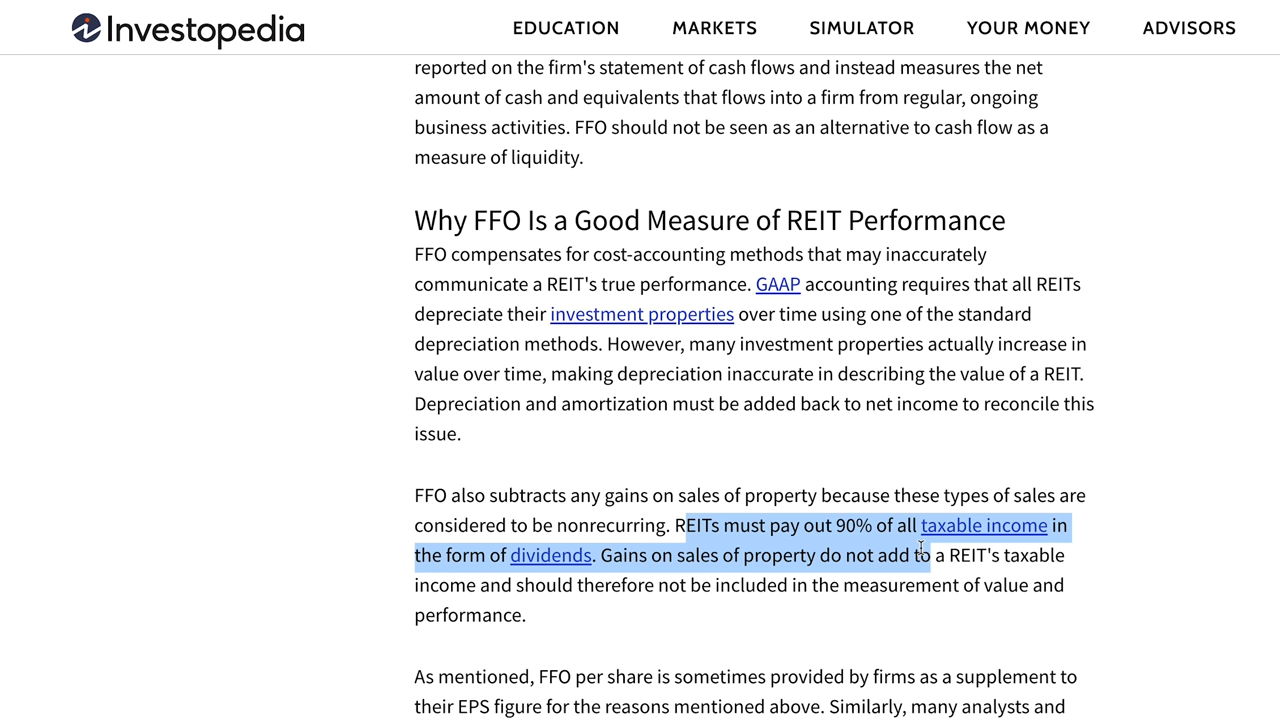 Investopedia
EDUCATION MARKETS SIMULATOR YOUR MONEY ADVISORS
reported on the firm's statement of cash flows and instead measures the net
amount of cash and equivalents that flows into a firm from regular, ongoing
business activities. FFO should not be seen as an alternative to cash flow as a
measure of liquidity.
Why FFO Is a Good Measure of REIT Performance
FFO compensates for cost-accounting methods that may inaccurately
communicate a REIT's true performance. GAAP accounting requires that all REITs
depreciate their investment properties over time using one of the standard
depreciation methods. However, many investment properties actually increase in
value over time, making depreciation inaccurate in describing the value of a REIT.
Depreciation and amortization must be added back to net income to reconcile this
issue.
FFO also subtracts any gains on sales of property because these types of sales are
considered to be nonrecurring. REITs must pay out 90% of all taxable income in
the form of dividends. Gains on sales of property do not add to a REIT's taxable
income and should therefore not be included in the measurement of value and
performance.
As mentioned, FFO per share is sometimes provided by firms as a supplement to
their EPS figure for the reasons mentioned above. Similarly, many analysts and